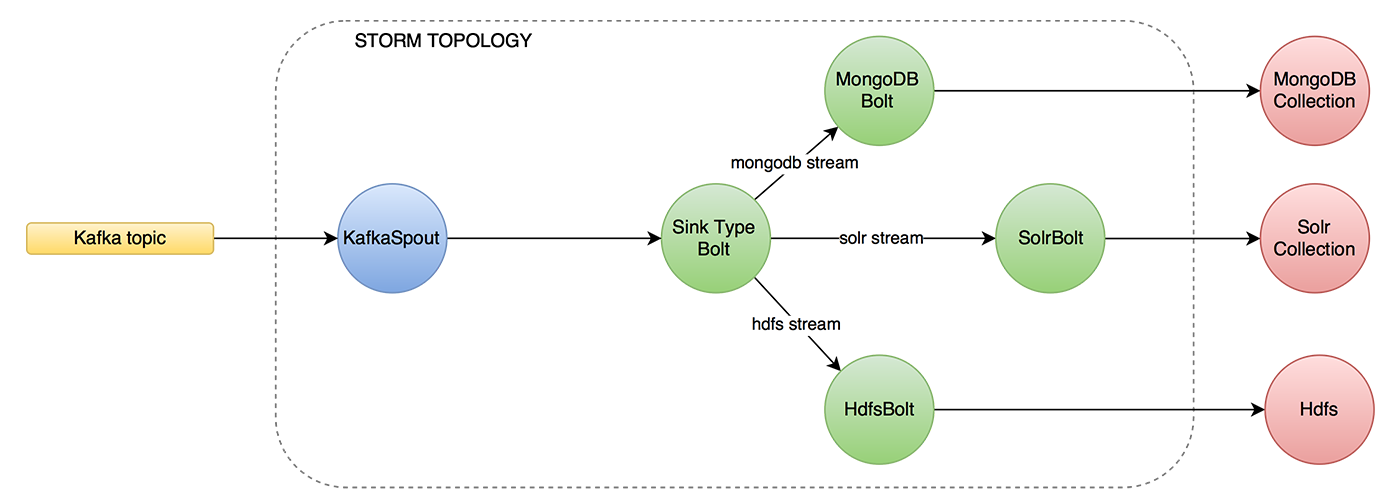 STORM TOPOLOGY
MongoDB
Bolt
MongoDB
Collection
mongodb stream
Kafka topic
KafkaSpout
Sink Type
Bolt
solr stream
SolrBolt
Solr
Collection
hdfs stream
HdfsBolt
Hdfs